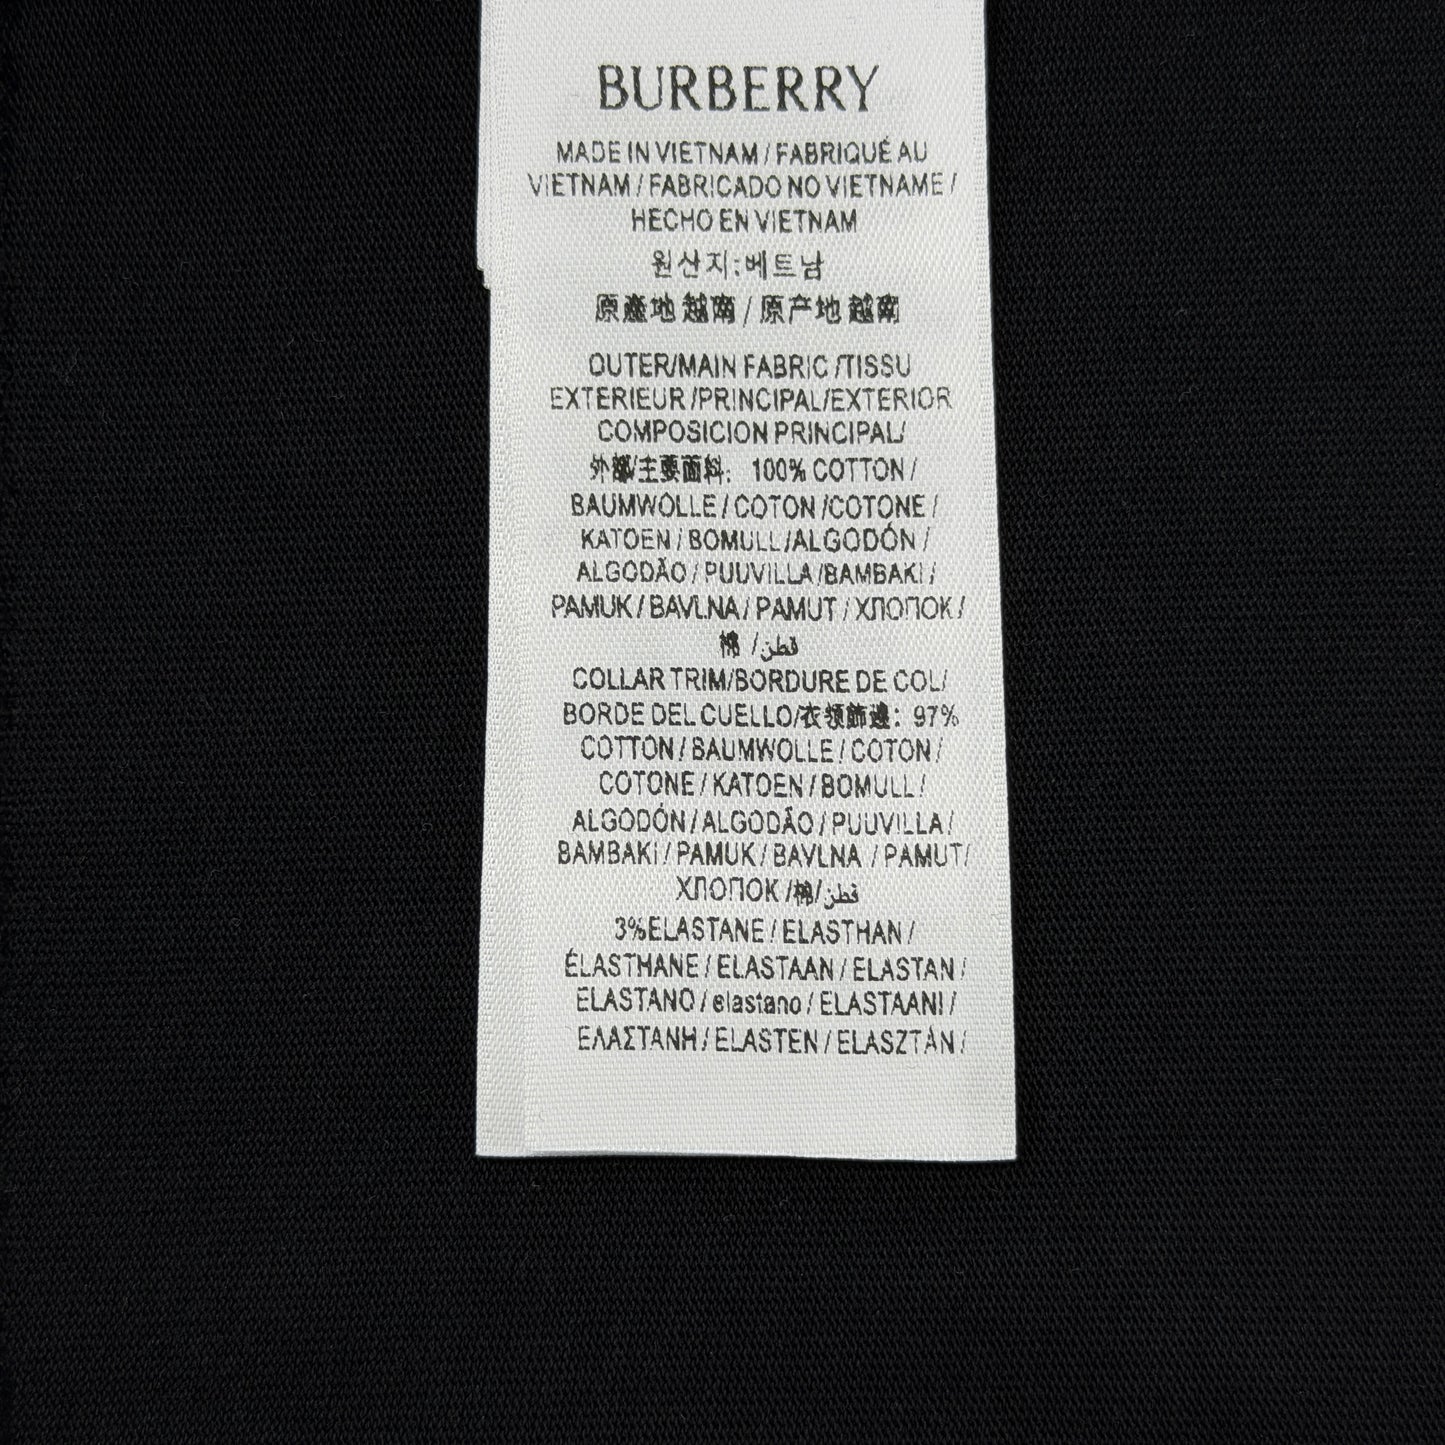 BURBERRY
MADE IN VIETNAM / FABRIQUÉ AU
VIETNAM / FABRICADO NO VIETNAME /
HECHO EN VIETNAM
원산지:베트남
原產地 越南 / 原产地 越南
OUTER/MAIN FABRIC /TISSU
EXTERIEUR /PRINCIPAL/EXTERIOR
COMPOSICION PRINCIPAL/
外部/主要面料: 100% COTTON /
BAUMWOLLE / COTON /COTONE /
KATOEN / BOMULL/ALGODÓN /
ALGODÃO / PUUVILLA /BAMBAKI /
PAMUK / BAVLNA / PAMUT / ХЛОПОК /
棉 /قطن
COLLAR TRIM/BORDURE DE COL/
BORDE DEL CUELLO/衣领飾邊: 97%
COTTON / BAUMWOLLE / COTON /
COTONE / KATOEN / BOMULL /
ALGODÓN / ALGODÃO / PUUVILLA /
BAMBAKI / PAMUK / BAVLNA / PAMUT/
ХЛОПОК /棉/قطن
3%ELASTANE / ELASTHAN /
ÉLASTHANE / ELASTAAN / ELASTAN /
ELASTANO / elastano / ELASTAANI /
ΕΛΑΣΤΑΝΗ / ELASTEN / ELASZTÁN /